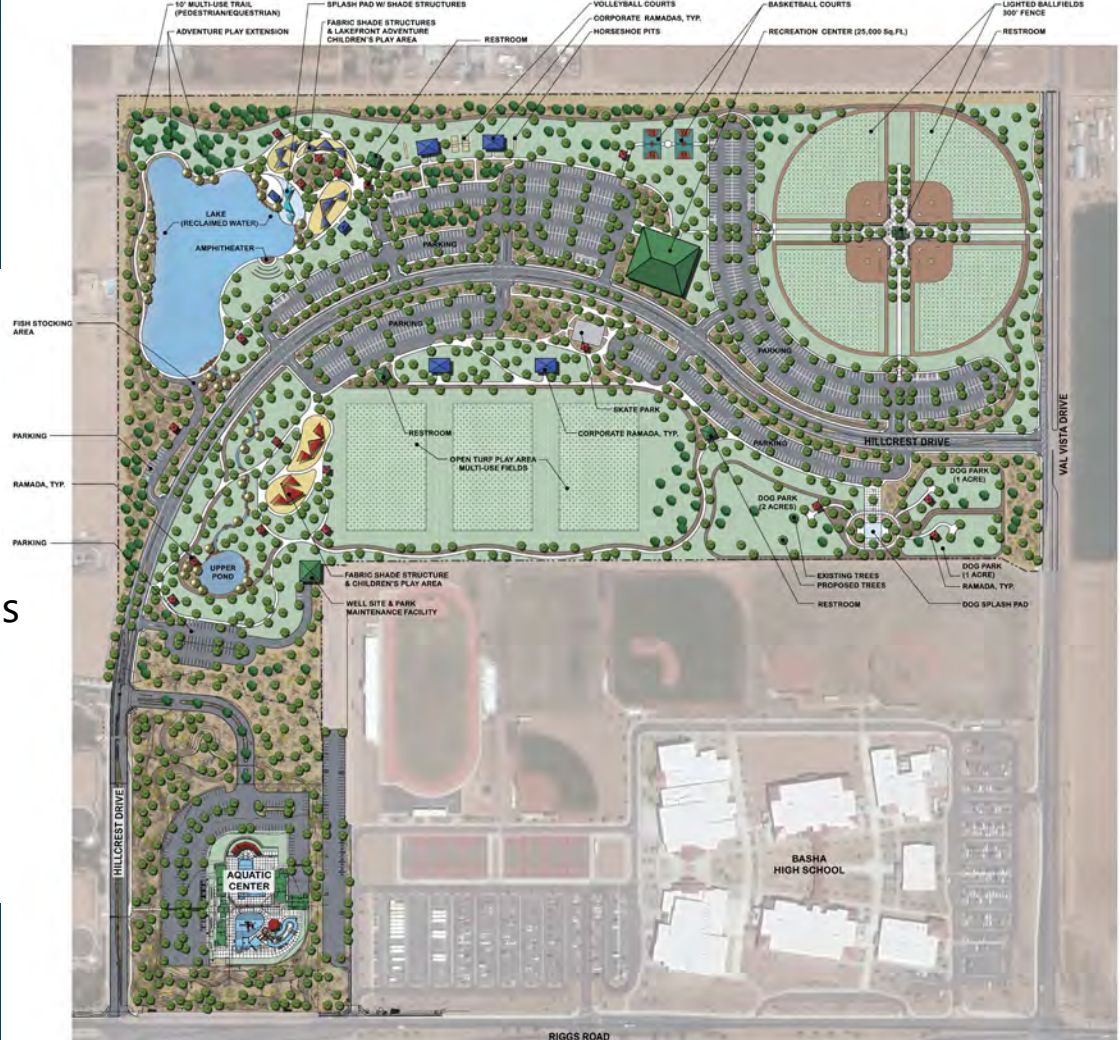 10' MULTI-USE TRAIL
(PEDESTRIAN/EQUESTRIAN)
ADVENTURE PLAY EXTENSION
SPLASH PAD W/ SHADE STRUCTURES
FABRIC SHADE STRUCTURES
& LAKEFRONT ADVENTURE
CHILDREN'S PLAY AREA
RESTROOM
VOLLEYBALL COURTS
CORPORATE RAMADAS, TYP.
HORSESHOE PITS
BASKETBALL COURTS
RECREATION CENTER (25,000 Sq.Ft.)
LIGHTED BALLFIELDS
300' FENCE
RESTROOM
LAKE
(RECLAIMED WATER)
AMPHITHEATER
PARKING
FISH STOCKING
AREA
PARKING
PARKING
SKATE PARK
RESTROOM
CORPORATE RAMADA, TYP.
OPEN TURF PLAY AREA
MULTI-USE FIELDS
PARKING
HILLCREST DRIVE
VAL VISTA DRIVE
PARKING
RAMADA, TYP.
PARKING
DOG PARK
(1 ACRE)
DOG PARK
(2 ACRES)
UPPER
POND
FABRIC SHADE STRUCTURE
& CHILDREN'S PLAY AREA
WELL SITE & PARK
MAINTENANCE FACILITY
EXISTING TREES
PROPOSED TREES
RESTROOM
DOG PARK
(1 ACRE)
RAMADA, TYP.
DOG SPLASH PAD
s
HILLCREST DRIVE
AQUATIC
CENTER
BASHA
HIGH SCHOOL
RIGGS ROAD